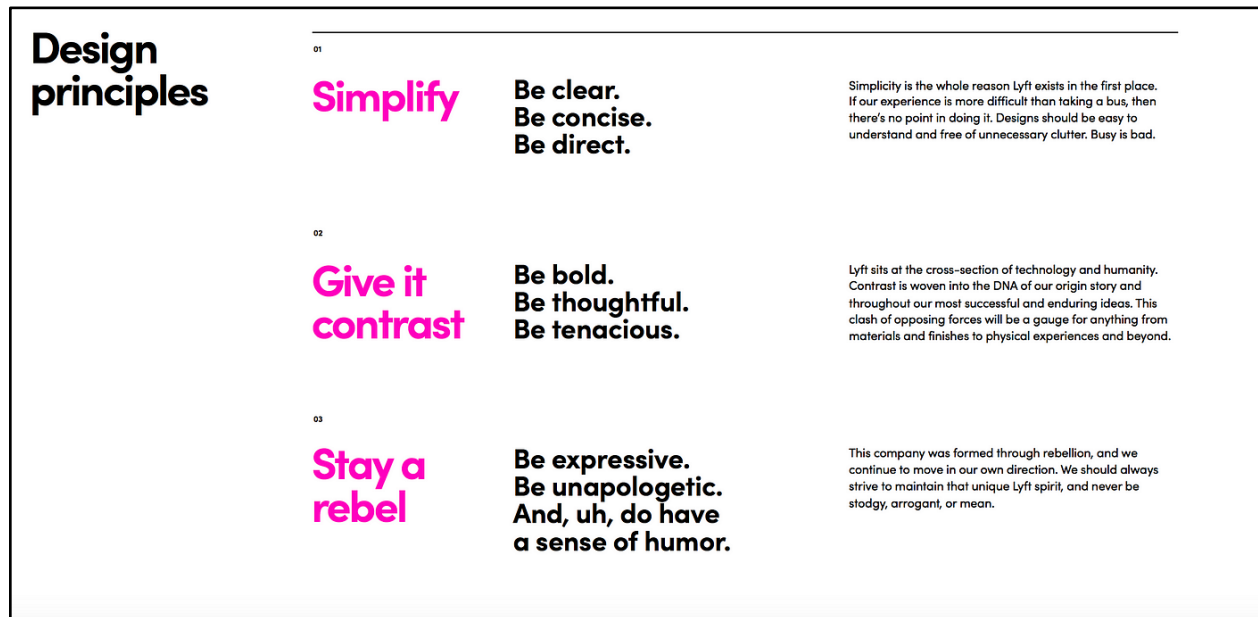 Design
principles
01
Simplify
Be clear.
Be concise.
Be direct.
Simplicity is the whole reason Lyft exists in the first place.
If our experience is more difficult than taking a bus, then
there’s no point in doing it. Designs should be easy to
understand and free of unnecessary clutter. Busy is bad.
02
Give it
contrast
Be bold.
Be thoughtful.
Be tenacious.
Lyft sits at the cross-section of technology and humanity.
Contrast is woven into the DNA of our origin story and
throughout our most successful and enduring ideas. This
clash of opposing forces will be a gauge for anything from
materials and finishes to physical experiences and beyond.
03
Stay a
rebel
Be expressive.
Be unapologetic.
And, uh, do have
a sense of humor.
This company was formed through rebellion, and we
continue to move in our own direction. We should always
strive to maintain that unique Lyft spirit, and never be
stodgy, arrogant, or mean.